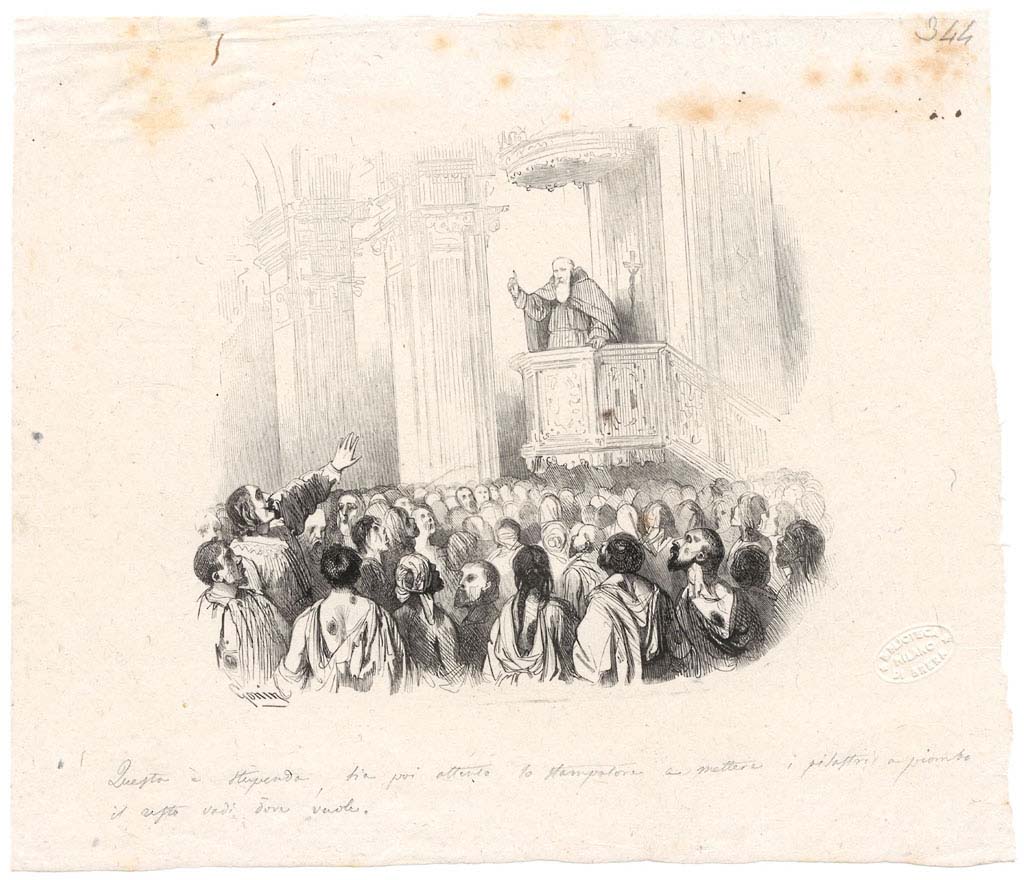 344
Gonin
BIBLIOTECA
MILANO
DI BRERA
Questa è stupenda, sia poi attento lo stampatore a mettere i pilastri a piombo
il resto vadi dove vuole.